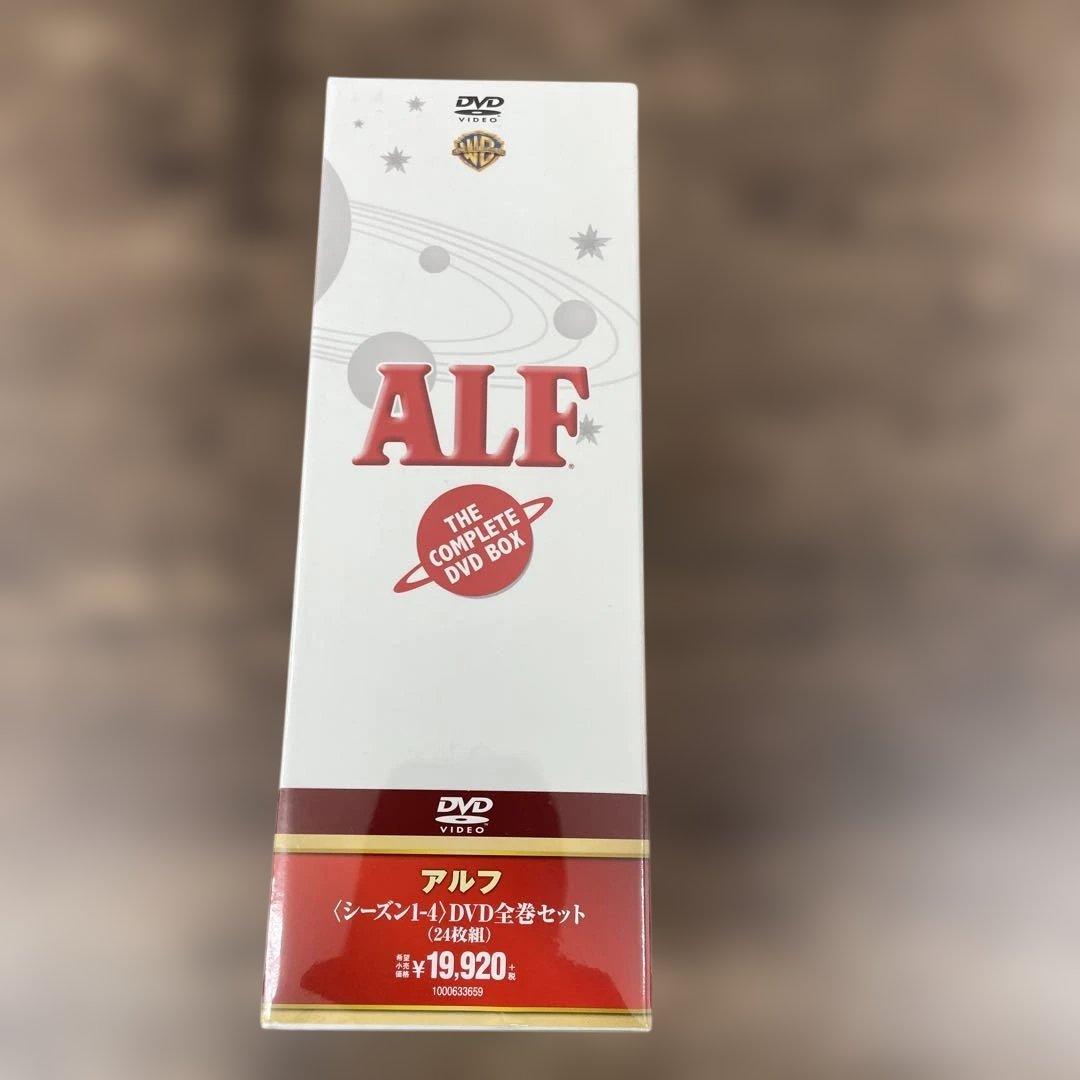 DVD
VIDEO
WB
ALF
THE
COMPLETE
DVD BOX
DVD
VIDEO
アルフ
〈シーズン1-4〉DVD全巻セット
(24枚組)
希望小売価格 ¥19,920+税
1000633659